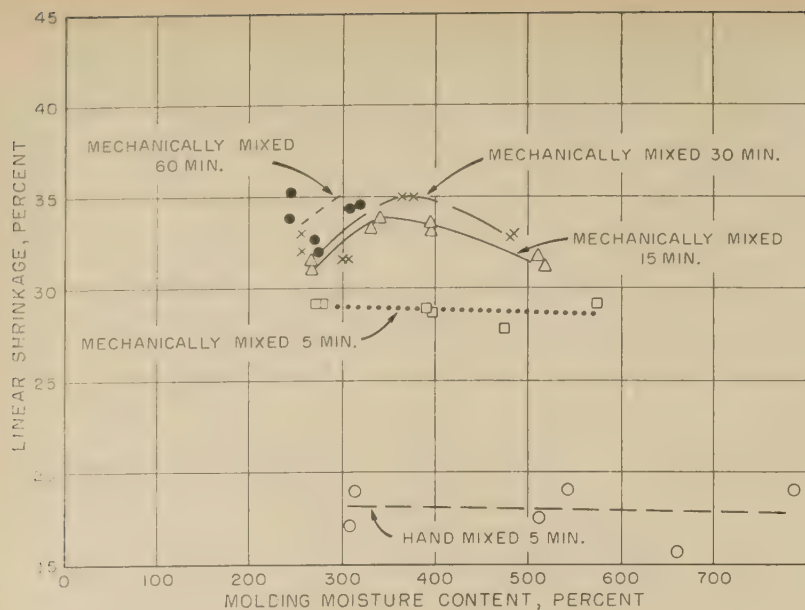 45
40
35
30
25
20
15
LINEAR SHRINKAGE, PERCENT
MECHANICALLY MIXED
60 MIN.
MECHANICALLY MIXED 30 MIN.
MECHANICALLY MIXED
15 MIN.
MECHANICALLY MIXED 5 MIN.
HAND MIXED 5 MIN.
0 100 200 300 400 500 600 700
MOLDING MOISTURE CONTENT, PERCENT